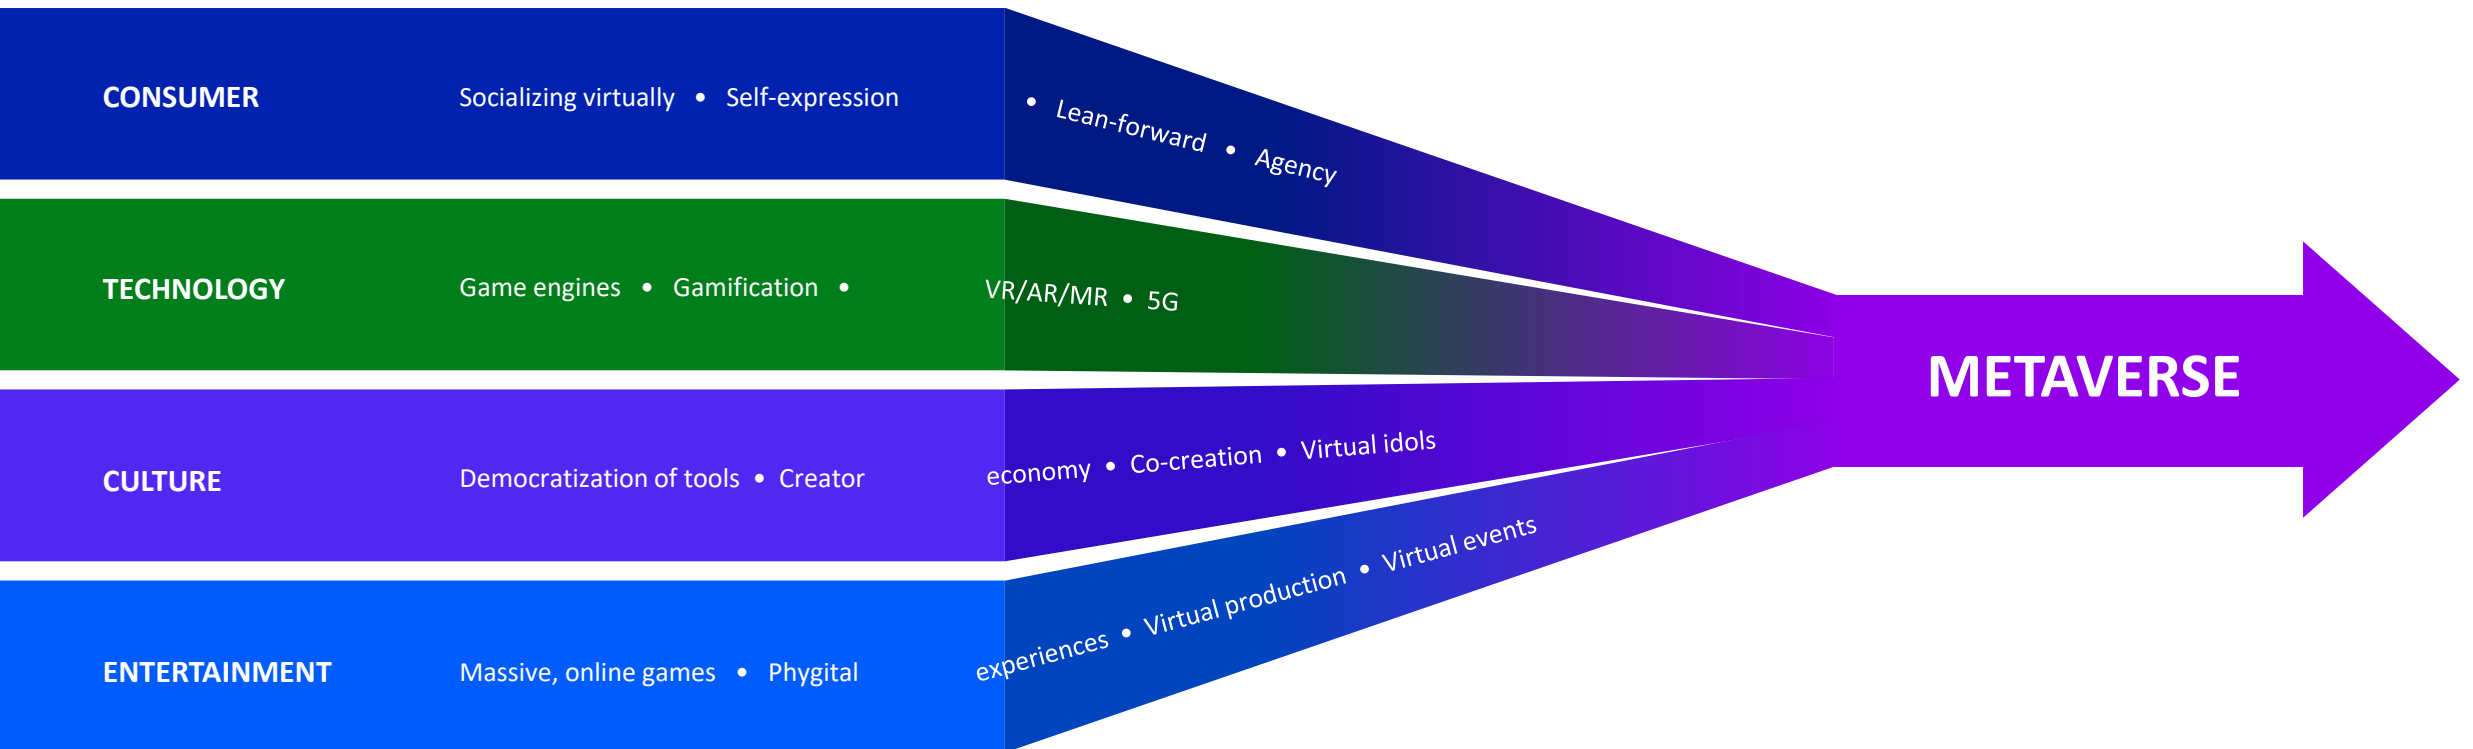 CONSUMER Socializing virtually • Self-expression • Lean-forward • Agency
TECHNOLOGY Game engines • Gamification • VR/AR/MR • 5G
CULTURE Democratization of tools • Creator economy • Co-creation • Virtual idols
ENTERTAINMENT Massive, online games • Phygital experiences • Virtual production • Virtual events
METAVERSE